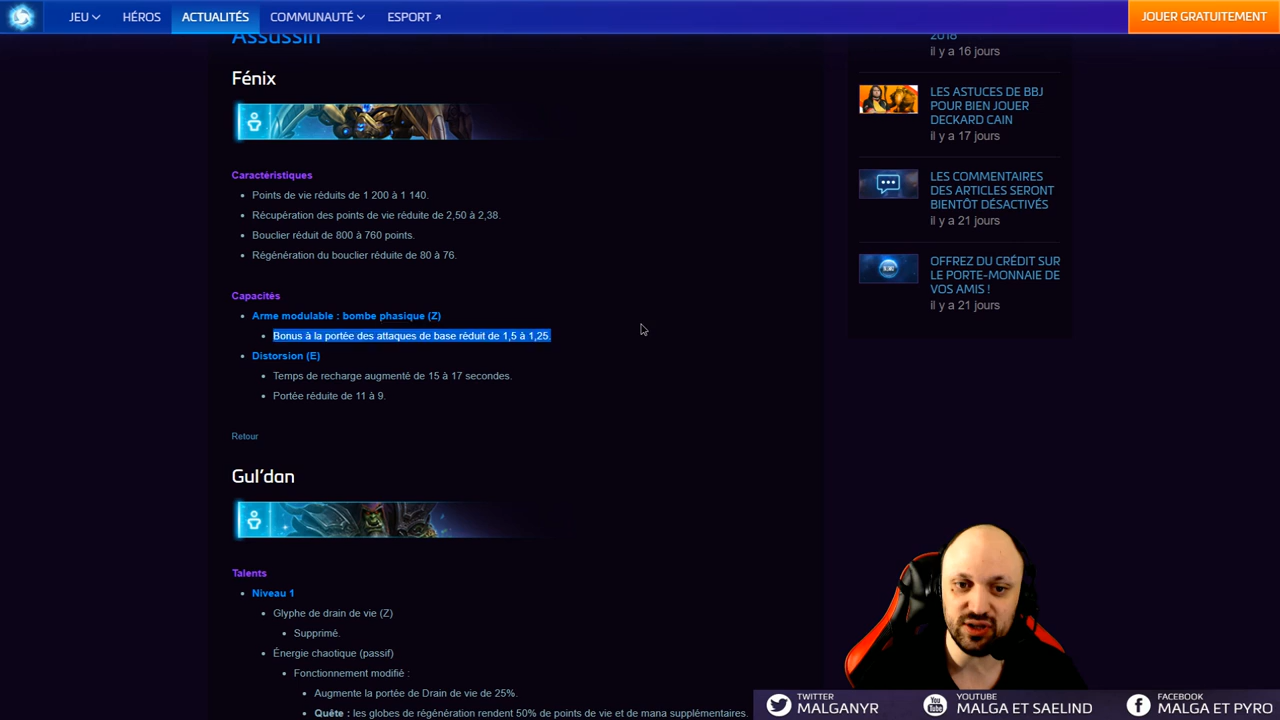 JEU
HÉROS
ACTUALITÉS
COMMUNAUTÉ
ESPORT
JOUER GRATUITEMENT
Assassin
Fénix
Caractéristiques
Points de vie réduits de 1 200 à 1 140.
Récupération des points de vie réduite de 2,50 à 2,38.
Bouclier réduit de 800 à 760 points.
Régénération du bouclier réduite de 80 à 76.
Capacités
Arme modulable : bombe phasique (Z)
Bonus à la portée des attaques de base réduit de 1,5 à 1,25.
Distorsion (E)
Temps de recharge augmenté de 15 à 17 secondes.
Portée réduite de 11 à 9.
Retour
Gul'dan
Talents
Niveau 1
Glyphe de drain de vie (Z)
Supprimé.
Énergie chaotique (passif)
Fonctionnement modifié :
Augmente la portée de Drain de vie de 25%.
Quête : les globes de régénération rendent 50% de points de vie et de mana supplémentaires.
2018
il y a 16 jours
LES ASTUCES DE BBJ
POUR BIEN JOUER
DECKARD CAIN
il y a 17 jours
LES COMMENTAIRES
DES ARTICLES SERONT
BIENTÔT DÉSACTIVÉS
il y a 21 jours
OFFREZ DU CRÉDIT SUR
LE PORTE-MONNAIE DE
VOS AMIS !
il y a 21 jours
TWITTER
MALGANYR
YOUTUBE
MALGA ET SAELIND
FACEBOOK
MALGA ET PYRO